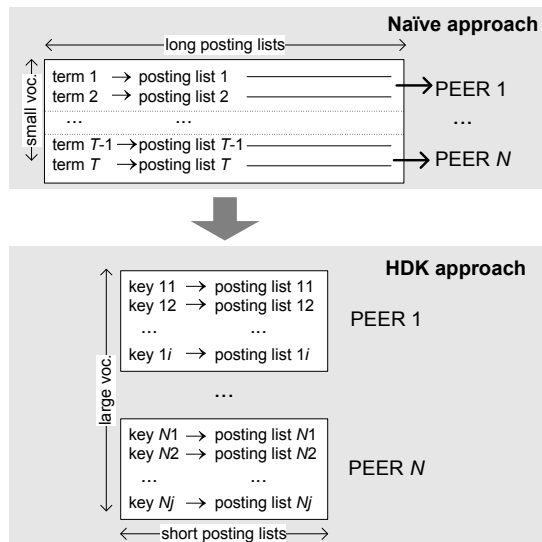 Naïve approach
long posting lists
small voc.
term 1 → posting list 1
term 2 → posting list 2
... ...
term T-1 → posting list T-1
term T → posting list T
PEER 1
...
PEER N
HDK approach
large voc.
key 11 → posting list 11
key 12 → posting list 12
... ...
key 1i → posting list 1i
PEER 1
...
key N1 → posting list N1
key N2 → posting list N2
... ...
key Nj → posting list Nj
PEER N
short posting lists